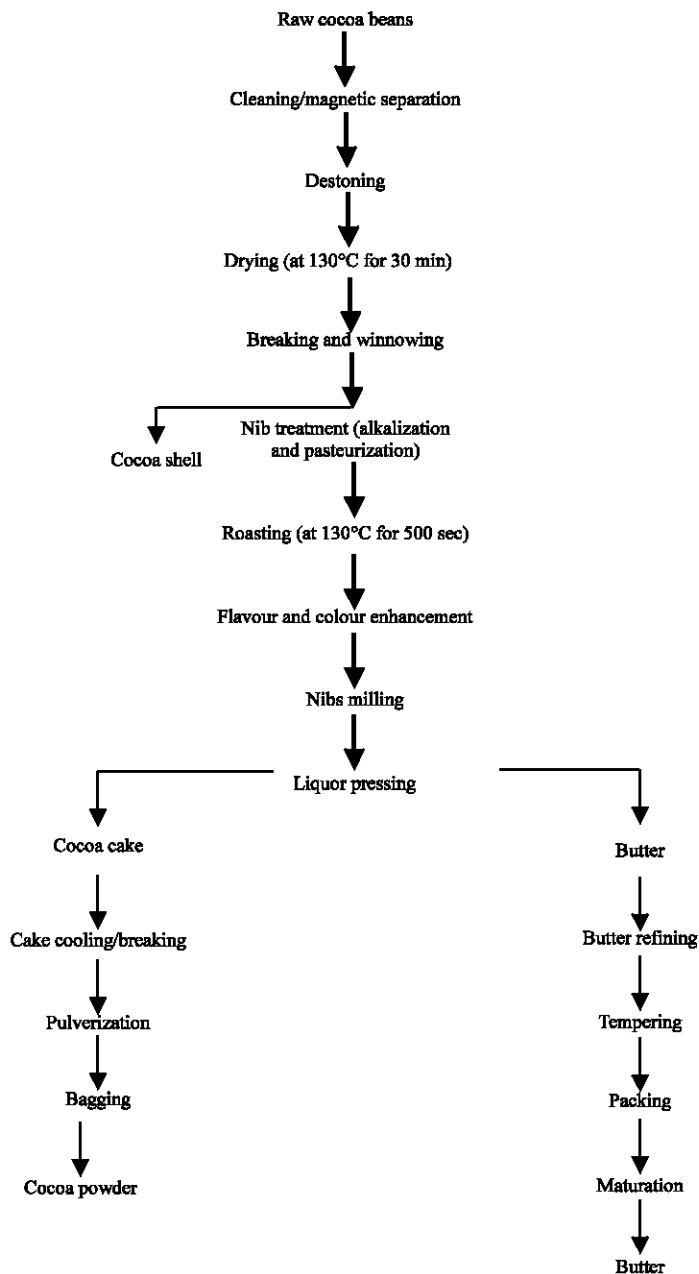 Raw cocoa beans
Cleaning/magnetic separation
Destoning
Drying (at 130°C for 30 min)
Breaking and winnowing
Cocoa shell
Nib treatment (alkalization
and pasteurization)
Roasting (at 130°C for 500 sec)
Flavour and colour enhancement
Nibs milling
Liquor pressing
Cocoa cake
Cake cooling/breaking
Pulverization
Bagging
Cocoa powder
Butter
Butter refining
Tempering
Packing
Maturation
Butter